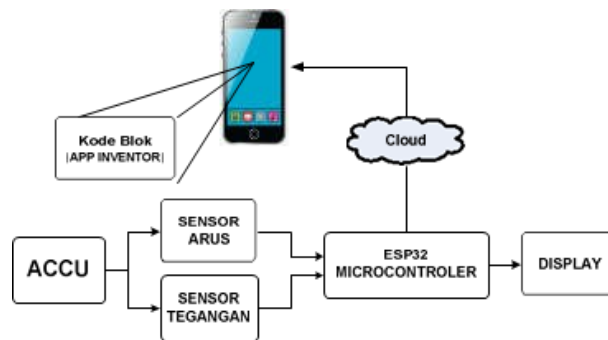 Kode Blok
|APP INVENTOR|
Cloud
SENSOR
ARUS
ACCU
ESP32
MICROCONTROLER
DISPLAY
SENSOR
TEGANGAN